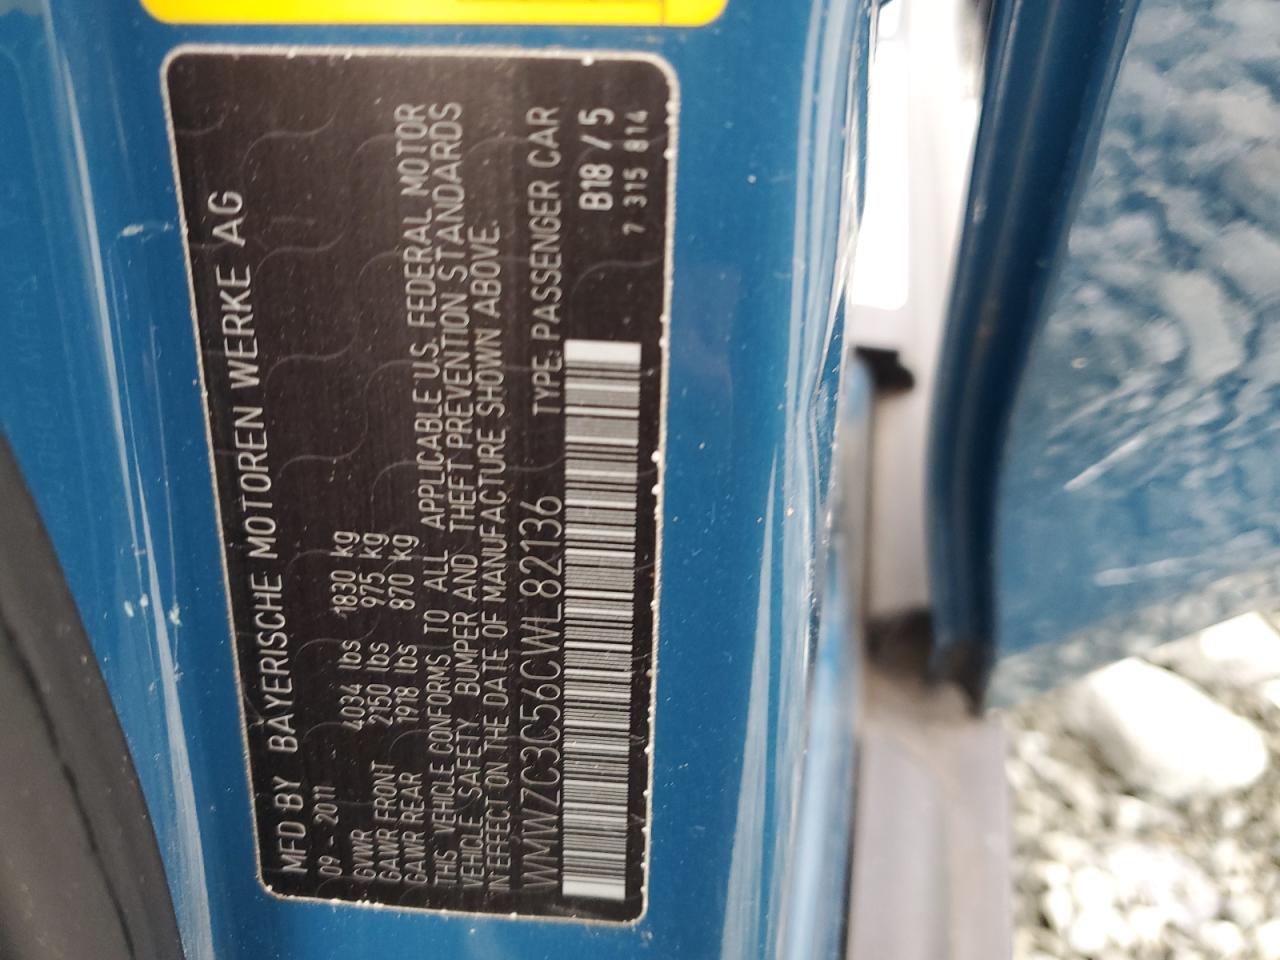 MFD BY BAYERISCHE MOTOREN WERKE AG
09 - 2011
GVWR 4034 lbs 1830 kg
GAWR FRONT 2150 lbs 975 kg
GAWR REAR 1918 lbs 870 kg
THIS VEHICLE CONFORMS TO ALL APPLICABLE U.S. FEDERAL MOTOR
VEHICLE SAFETY, BUMPER AND THEFT PREVENTION STANDARDS
IN EFFECT ON THE DATE OF MANUFACTURE SHOWN ABOVE.
WMWZC3C56CWL82136 TYPE: PASSENGER CAR
B18 / 5
7 315 814